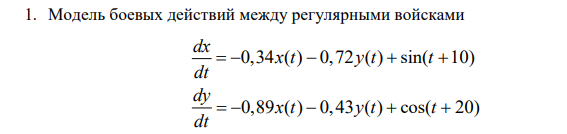 1. Модель боевых действий между регулярными войсками
dx/dt = −0,34x(t) − 0,72y(t) + sin(t + 10)
dy/dt = −0,89x(t) − 0,43y(t) + cos(t + 20)